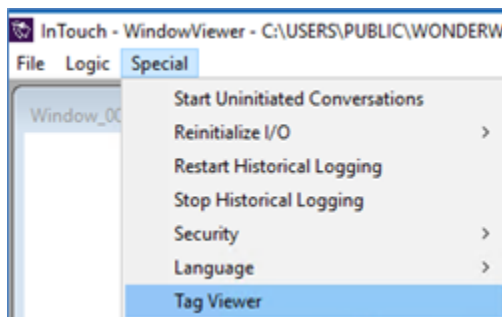 InTouch - WindowViewer - C:\USERS\PUBLIC\WONDERW
File Logic Special
Window_00
Start Uninitiated Conversations
Reinitialize I/O
Restart Historical Logging
Stop Historical Logging
Security
Language
Tag Viewer